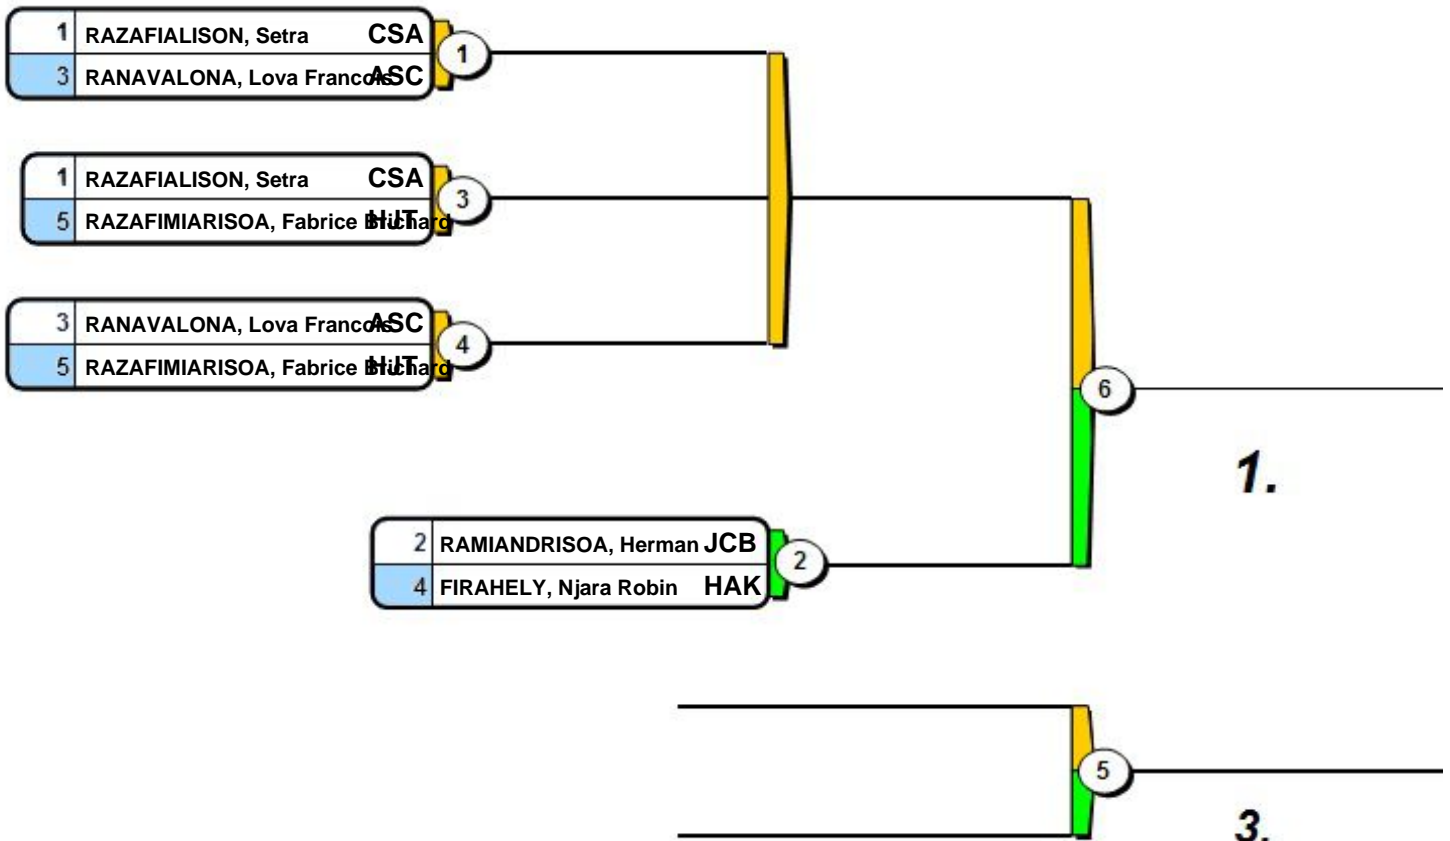 1 RAZAFIALISON, Setra CSA
3 RANAVALONA, Lova Francois ASC
1
1 RAZAFIALISON, Setra CSA
5 RAZAFIMIARISOA, Fabrice HJT
3
3 RANAVALONA, Lova Francois ASC
5 RAZAFIMIARISOA, Fabrice HJT
4
6
1.
2 RAMIANDRISOA, Herman JCB
4 FIRAHELY, Njara Robin HAK
2
5
3.